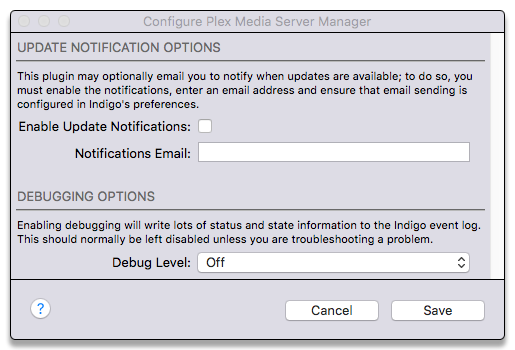 Configure Plex Media Server Manager
UPDATE NOTIFICATION OPTIONS
This plugin may optionally email you to notify when updates are available; to do so, you
must enable the notifications, enter an email address and ensure that email sending is
configured in Indigo's preferences.
Enable Update Notifications:
Notifications Email:
DEBUGGING OPTIONS
Enabling debugging will write lots of status and state information to the Indigo event log.
This should normally be left disabled unless you are troubleshooting a problem.
Debug Level: Off
? Cancel Save